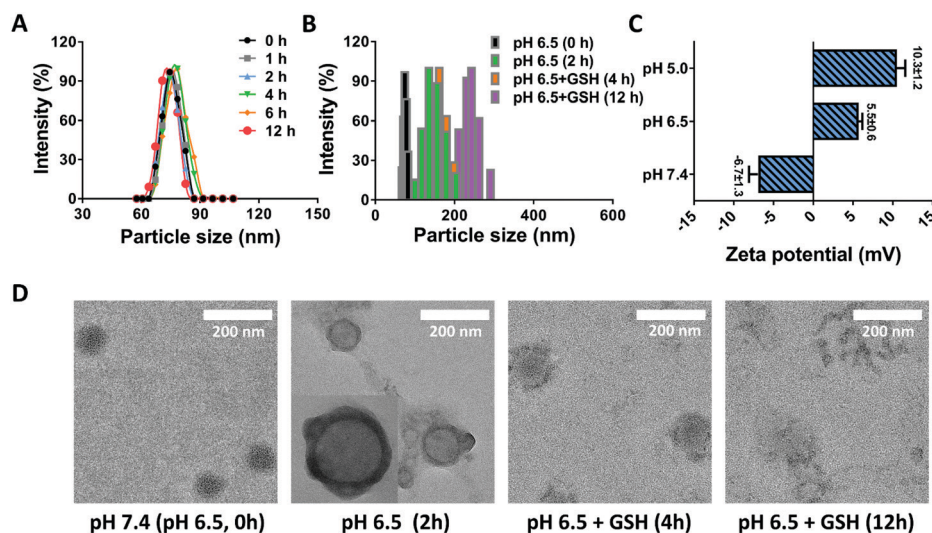 A
Intensity (%)
120
90
60
30
0
30
60
90
120
150
Particle size (nm)
0 h
1 h
2 h
4 h
6 h
12 h
B
Intensity (%)
120
90
60
30
0
0
200
400
600
Particle size (nm)
pH 6.5 (0 h)
pH 6.5 (2 h)
pH 6.5+GSH (4 h)
pH 6.5+GSH (12 h)
C
pH 5.0
pH 6.5
pH 7.4
10.3±1.2
5.5±0.6
-6.7±1.3
-15
-10
-5
0
5
10
15
Zeta potential (mV)
D
200 nm
200 nm
200 nm
200 nm
pH 7.4 (pH 6.5, 0h)
pH 6.5 (2h)
pH 6.5 + GSH (4h)
pH 6.5 + GSH (12h)